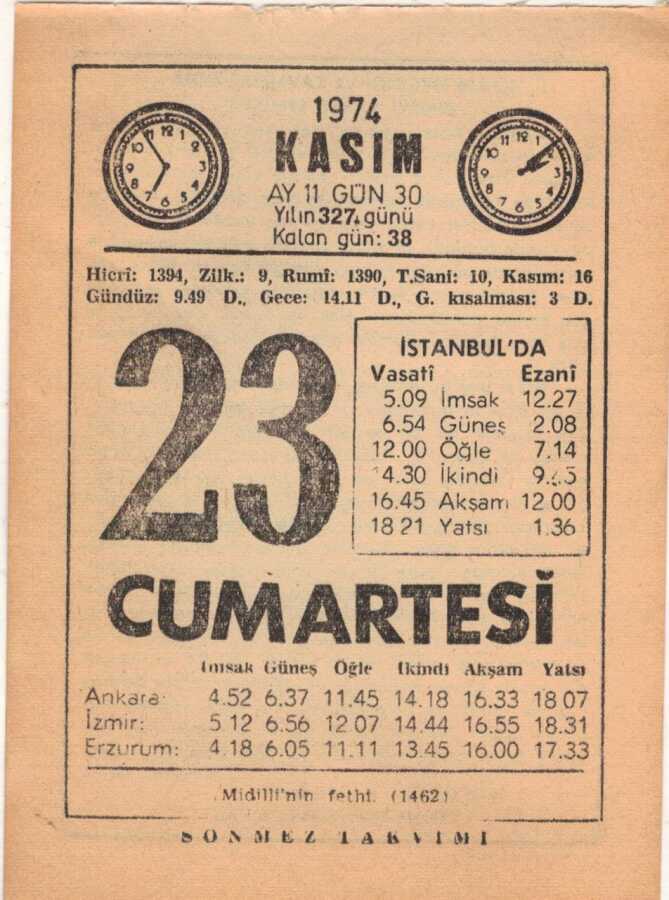 1974
KASIM
AY 11 GÜN 30
Yılın 327. günü
Kalan gün: 38
Hicrî: 1394, Zilk.: 9, Rumî: 1390, T.Sani: 10, Kasım: 16
Gündüz: 9.49 D., Gece: 14.11 D., G. kısalması: 3 D.
23
İSTANBUL'DA
Vasatî Ezanî
5.09 İmsak 12.27
6.54 Güneş 2.08
12.00 Öğle 7.14
14.30 İkindi
16.45 Akşam 12 00
18 21 Yatsı 1.36
CUMARTESİ
İmsak Güneş Öğle İkindi Akşam Yatsı
Ankara: 4.52 6.37 11.45 14.18 16.33 18 07
İzmir: 5 12 6.56 12 07 14.44 16.55 18.31
Erzurum: 4.18 6.05 11.11 13.45 16.00 17.33
Midilli'nin fethi. (1462)
SÖNMEZ TAKVİMİ